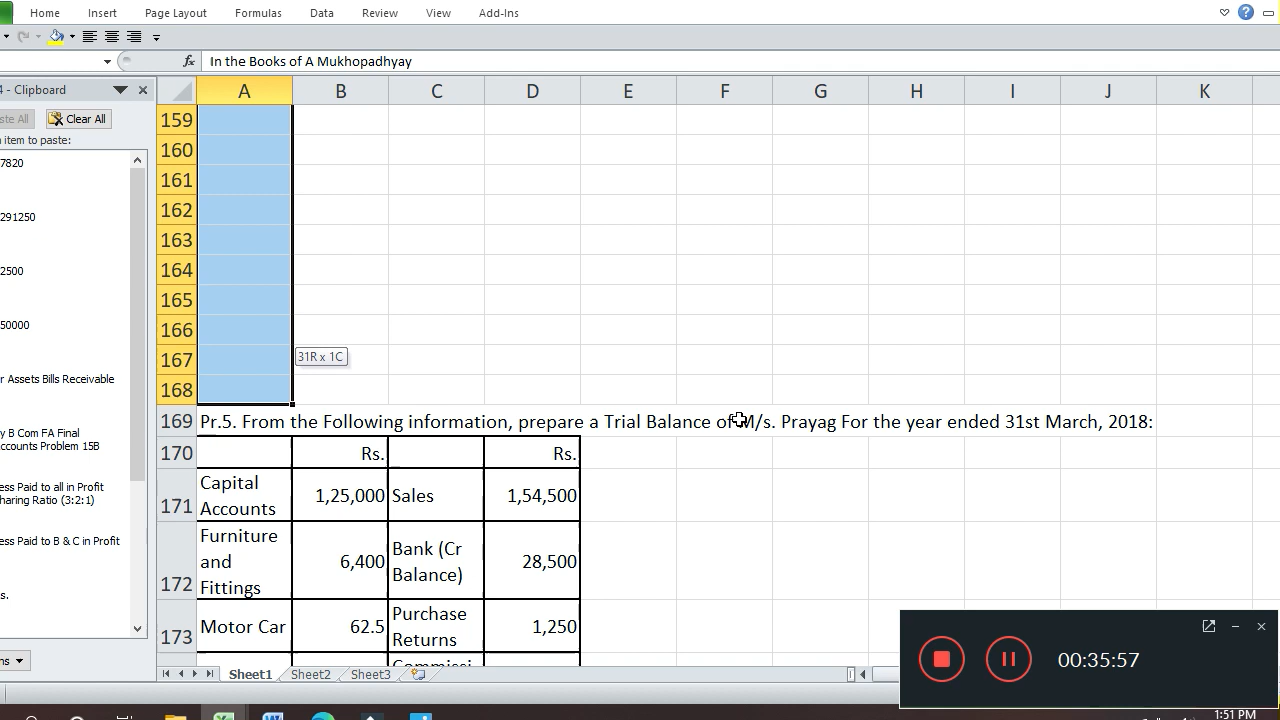 Home Insert Page Layout Formulas Data Review View Add-Ins
fx In the Books of A Mukhopadhyay
Clipboard
A B C D E F G H I J K
Clear All
item to paste:
7820
291250
2500
50000
Assets Bills Receivable
B Com FA Final
Problem 15B
Paid to all in Profit
Ratio (3:2:1)
Paid to B & C in Profit
159
160
161
162
163
164
165
166
167
31R x 1C
168
169 Pr.5. From the Following information, prepare a Trial Balance of M/s. Prayag For the year ended 31st March, 2018:
170 Rs. Rs.
171 Capital Accounts 1,25,000 Sales 1,54,500
172 Furniture and Fittings 6,400 Bank (Cr Balance) 28,500
173 Motor Car 62.5 Purchase Returns 1,250
Sheet1 Sheet2 Sheet3
00:35:57
1:51 PM